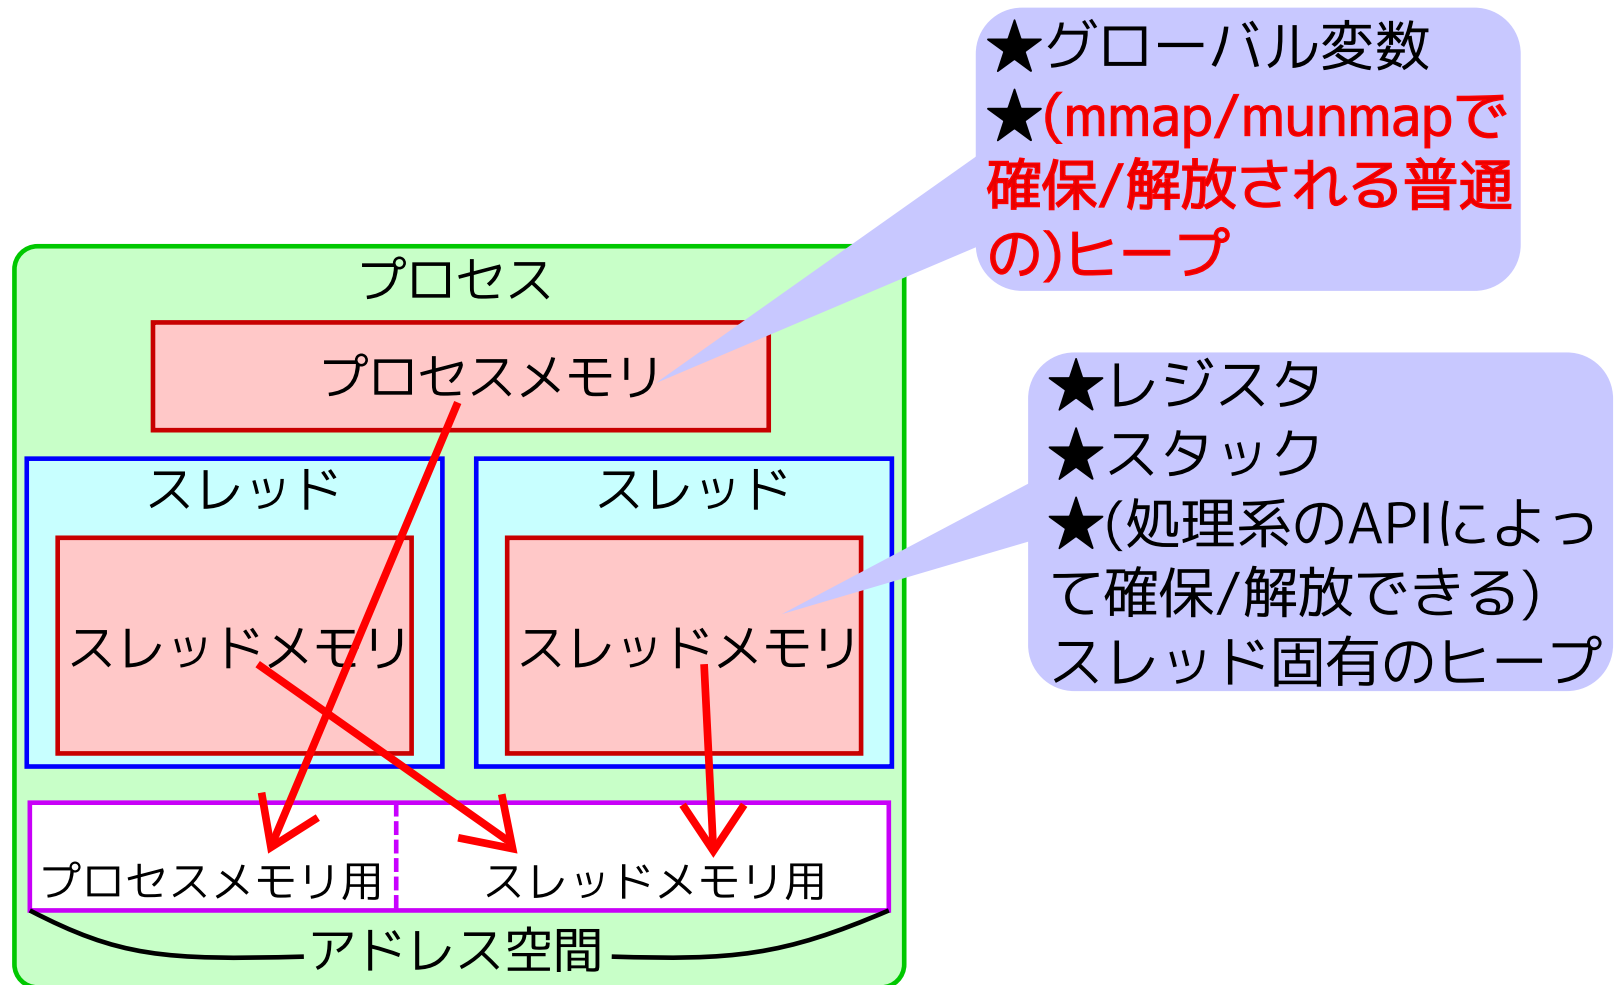 ★グローバル変数
★(mmap/munmapで
確保/解放される普通
の)ヒープ
プロセス
プロセスメモリ
★レジスタ
★スタック
★(処理系のAPIによっ
て確保/解放できる)
スレッド固有のヒープ
スレッド
スレッド
スレッドメモリ
スレッドメモリ
プロセスメモリ用
スレッドメモリ用
アドレス空間